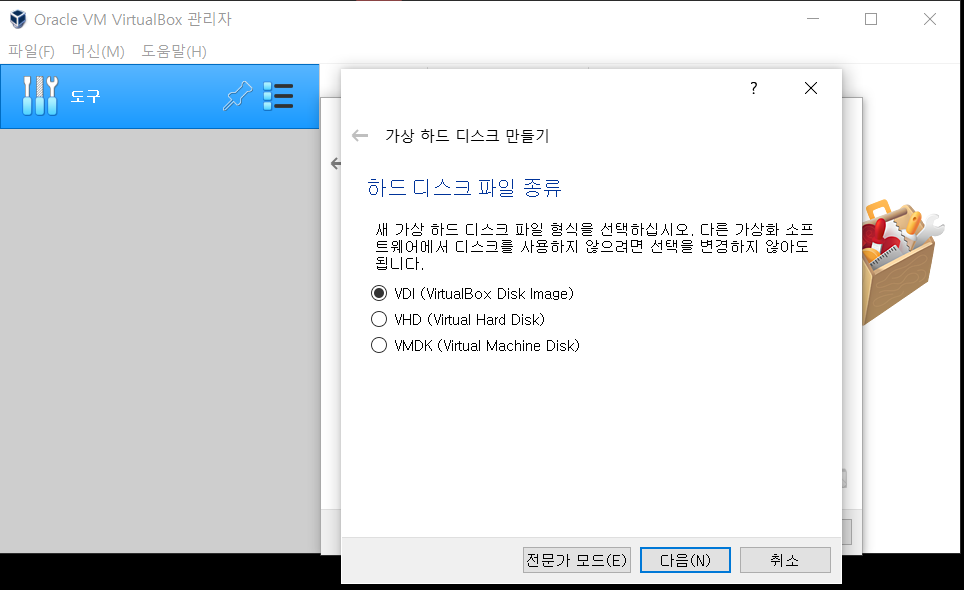 Oracle VM VirtualBox 관리자
파일(F) 머신(M) 도움말(H)
도구
?
가상 하드 디스크 만들기
하드 디스크 파일 종류
새 가상 하드 디스크 파일 형식을 선택하십시오. 다른 가상화 소프
트웨어에서 디스크를 사용하지 않으려면 선택을 변경하지 않아도
됩니다.
VDI (VirtualBox Disk Image)
VHD (Virtual Hard Disk)
VMDK (Virtual Machine Disk)
전문가 모드(E) 다음(N) 취소